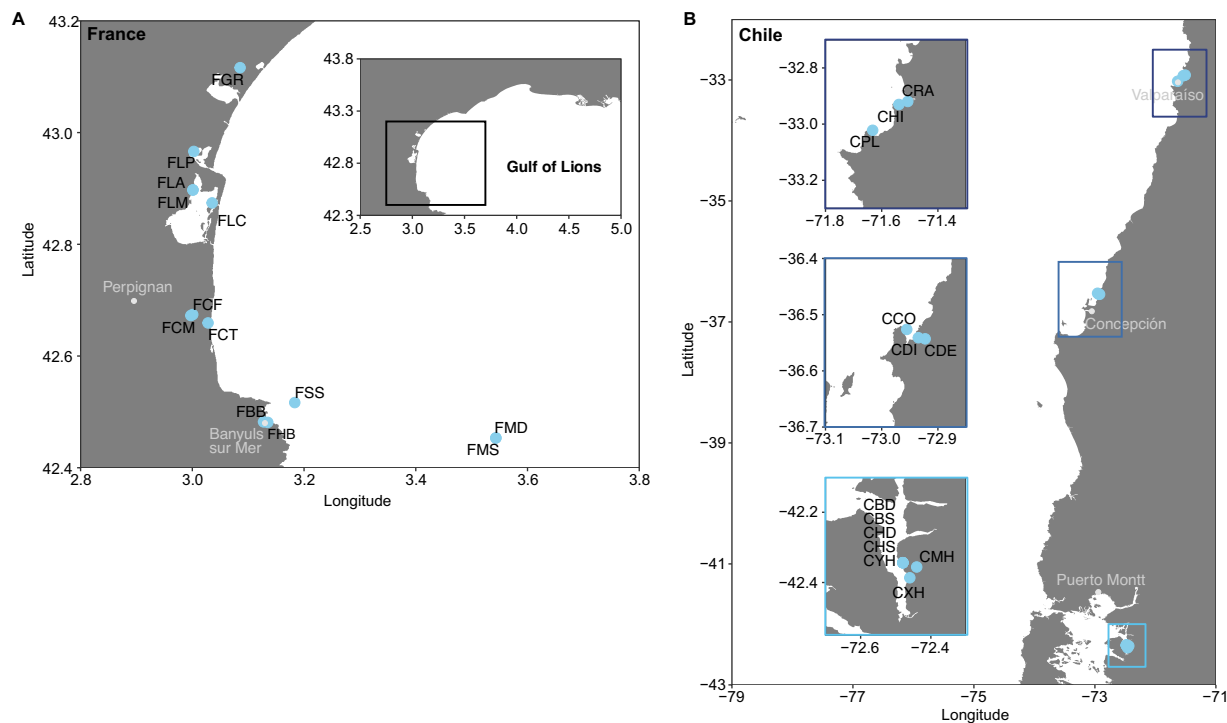 A
France
43.2
43.0
42.8
42.6
42.4
Latitude
2.8
3.0
3.2
3.4
3.6
3.8
Longitude
FGR
FLP
FLA
FLM
FLC
Perpignan
FCF
FCM
FCT
FSS
FBB
FHB
Banyuls
sur Mer
FMD
FMS
43.8
43.3
42.8
42.3
2.5
3.0
3.5
4.0
4.5
5.0
Gulf of Lions
B
Chile
−33
−35
−37
−39
−41
−43
Latitude
−79
−77
−75
−73
−71
Longitude
Valparaíso
Concepción
Puerto Montt
−32.8
−33.0
−33.2
−71.8
−71.6
−71.4
CRA
CHI
CPL
−36.4
−36.5
−36.6
−36.7
−73.1
−73.0
−72.9
CCO
CDI
CDE
−42.2
−42.4
−72.6
−72.4
CBD
CBS
CHD
CHS
CYH
CMH
CXH